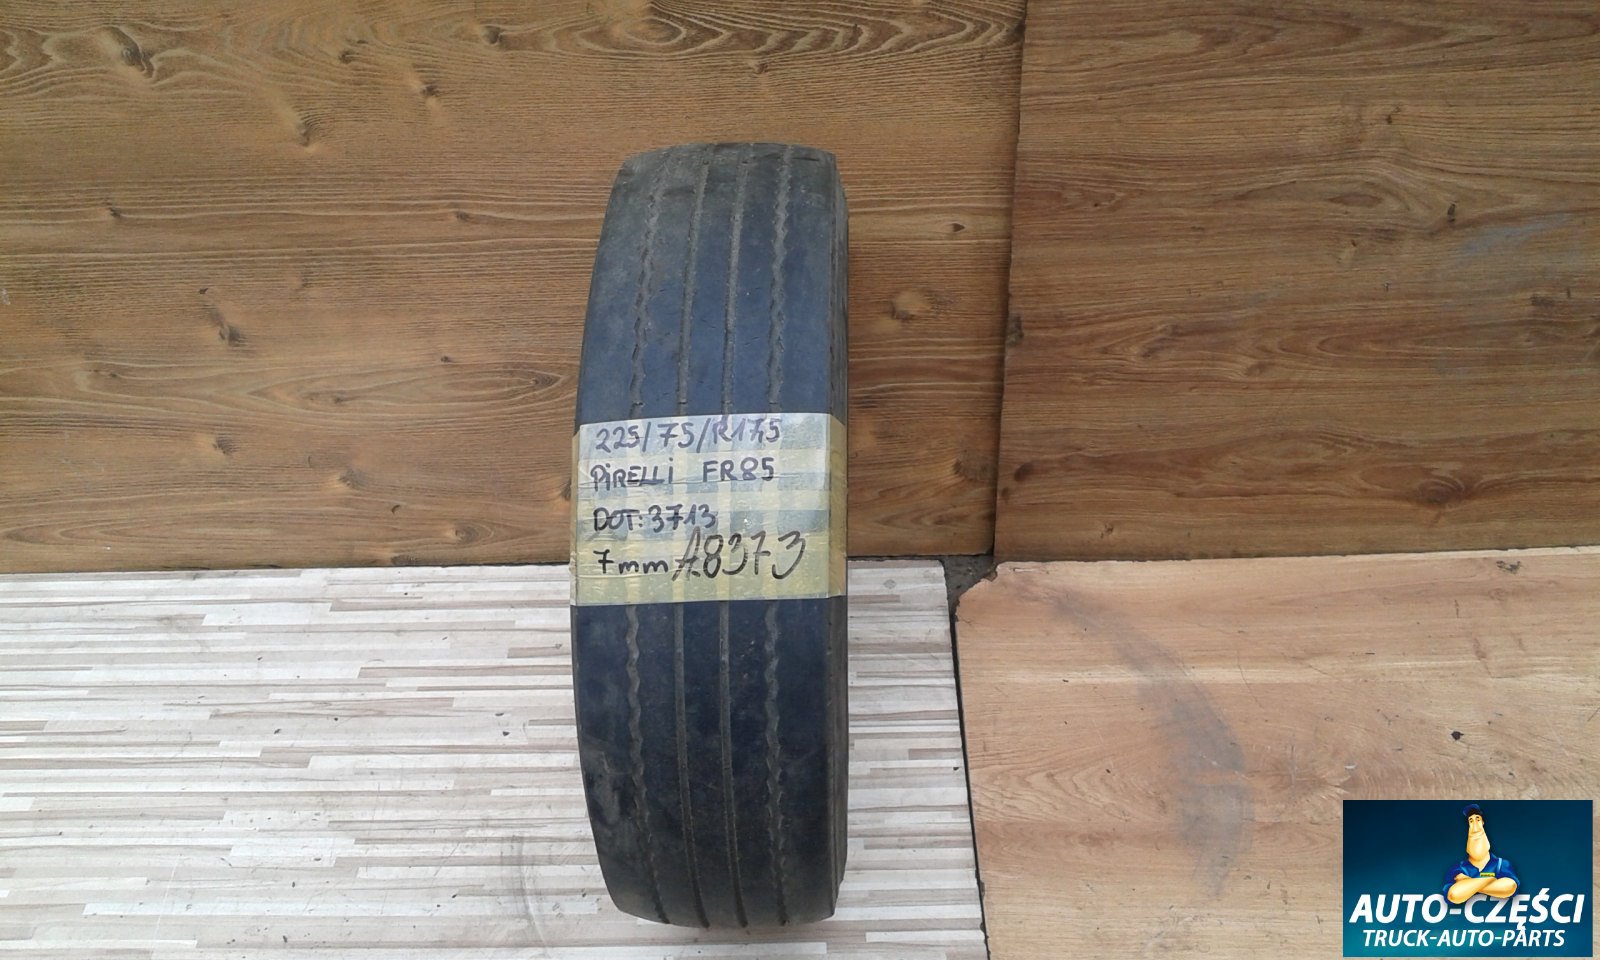 225/75/R17,5
PiRELLi FR85
DOT: 3713
7mm A8373
AUTO-CZĘŚCI
TRUCK-AUTO-PARTS